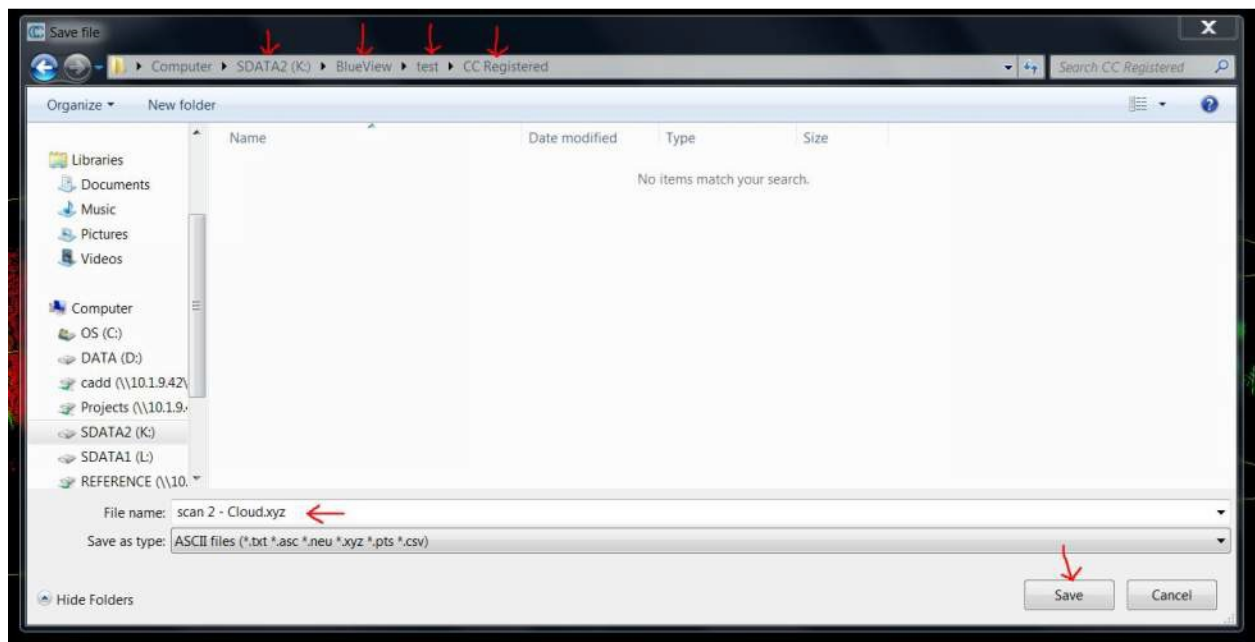 Save file
X
Computer ▸ SDATA2 (K:) ▸ BlueView ▸ test ▸ CC Registered
Search CC Registered
Organize New folder
Name Date modified Type Size
No items match your search.
Libraries
Documents
Music
Pictures
Videos
Computer
OS (C:)
DATA (D:)
cadd (\\10.1.9.42\
Projects (\\10.1.9.
SDATA2 (K:)
SDATA1 (L:)
REFERENCE (\\10.
File name: scan 2 - Cloud.xyz
Save as type: ASCII files (*.txt *.asc *.neu *.xyz *.pts *.csv)
Hide Folders
Save Cancel